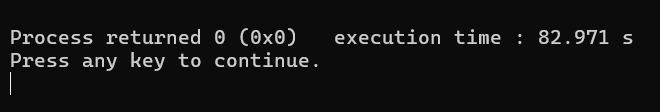 Process returned 0 (0x0)   execution time : 82.971 s
Press any key to continue.